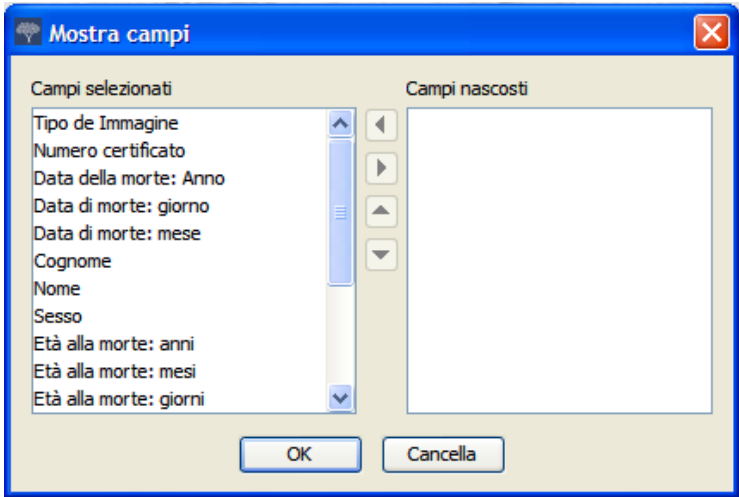 Mostra campi
Campi selezionati
Campi nascosti
Tipo de Immagine
Numero certificato
Data della morte: Anno
Data di morte: giorno
Data di morte: mese
Cognome
Nome
Sesso
Età alla morte: anni
Età alla morte: mesi
Età alla morte: giorni
OK
Cancella